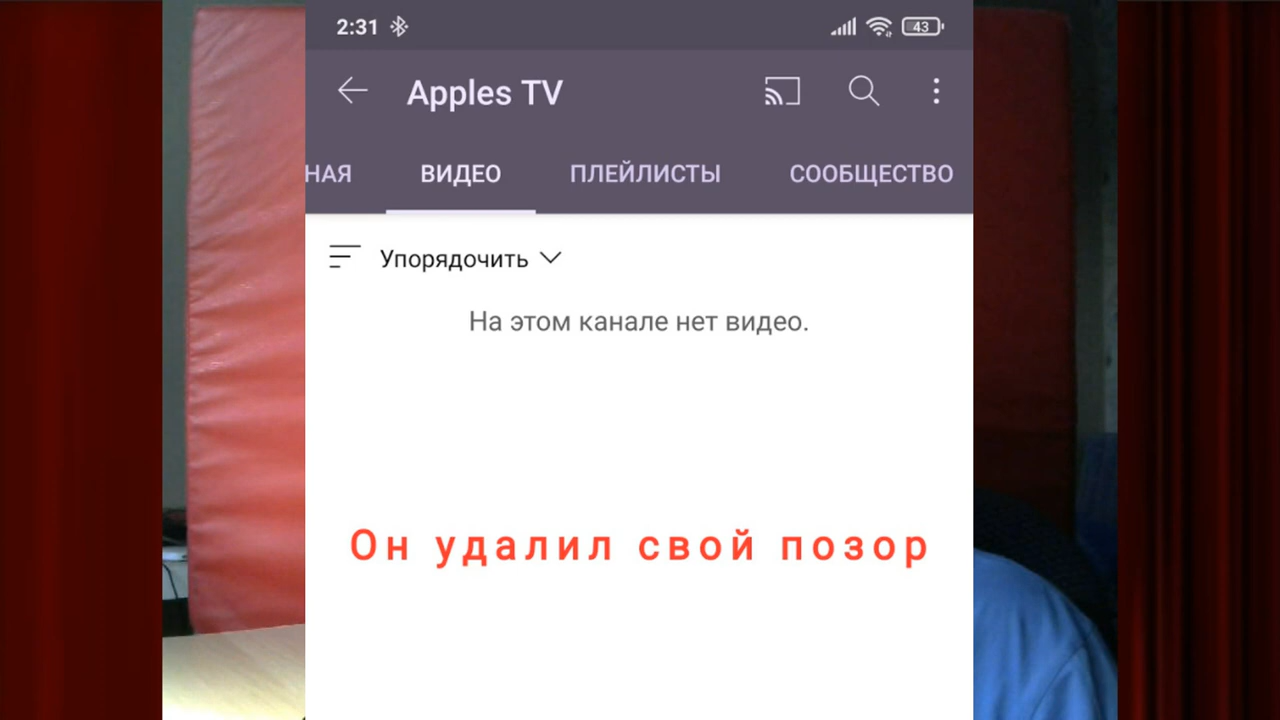 2:31 43
Apples TV
НАЯ ВИДЕО ПЛЕЙЛИСТЫ СООБЩЕСТВО
Упорядочить
На этом канале нет видео.
Он удалил свой позор